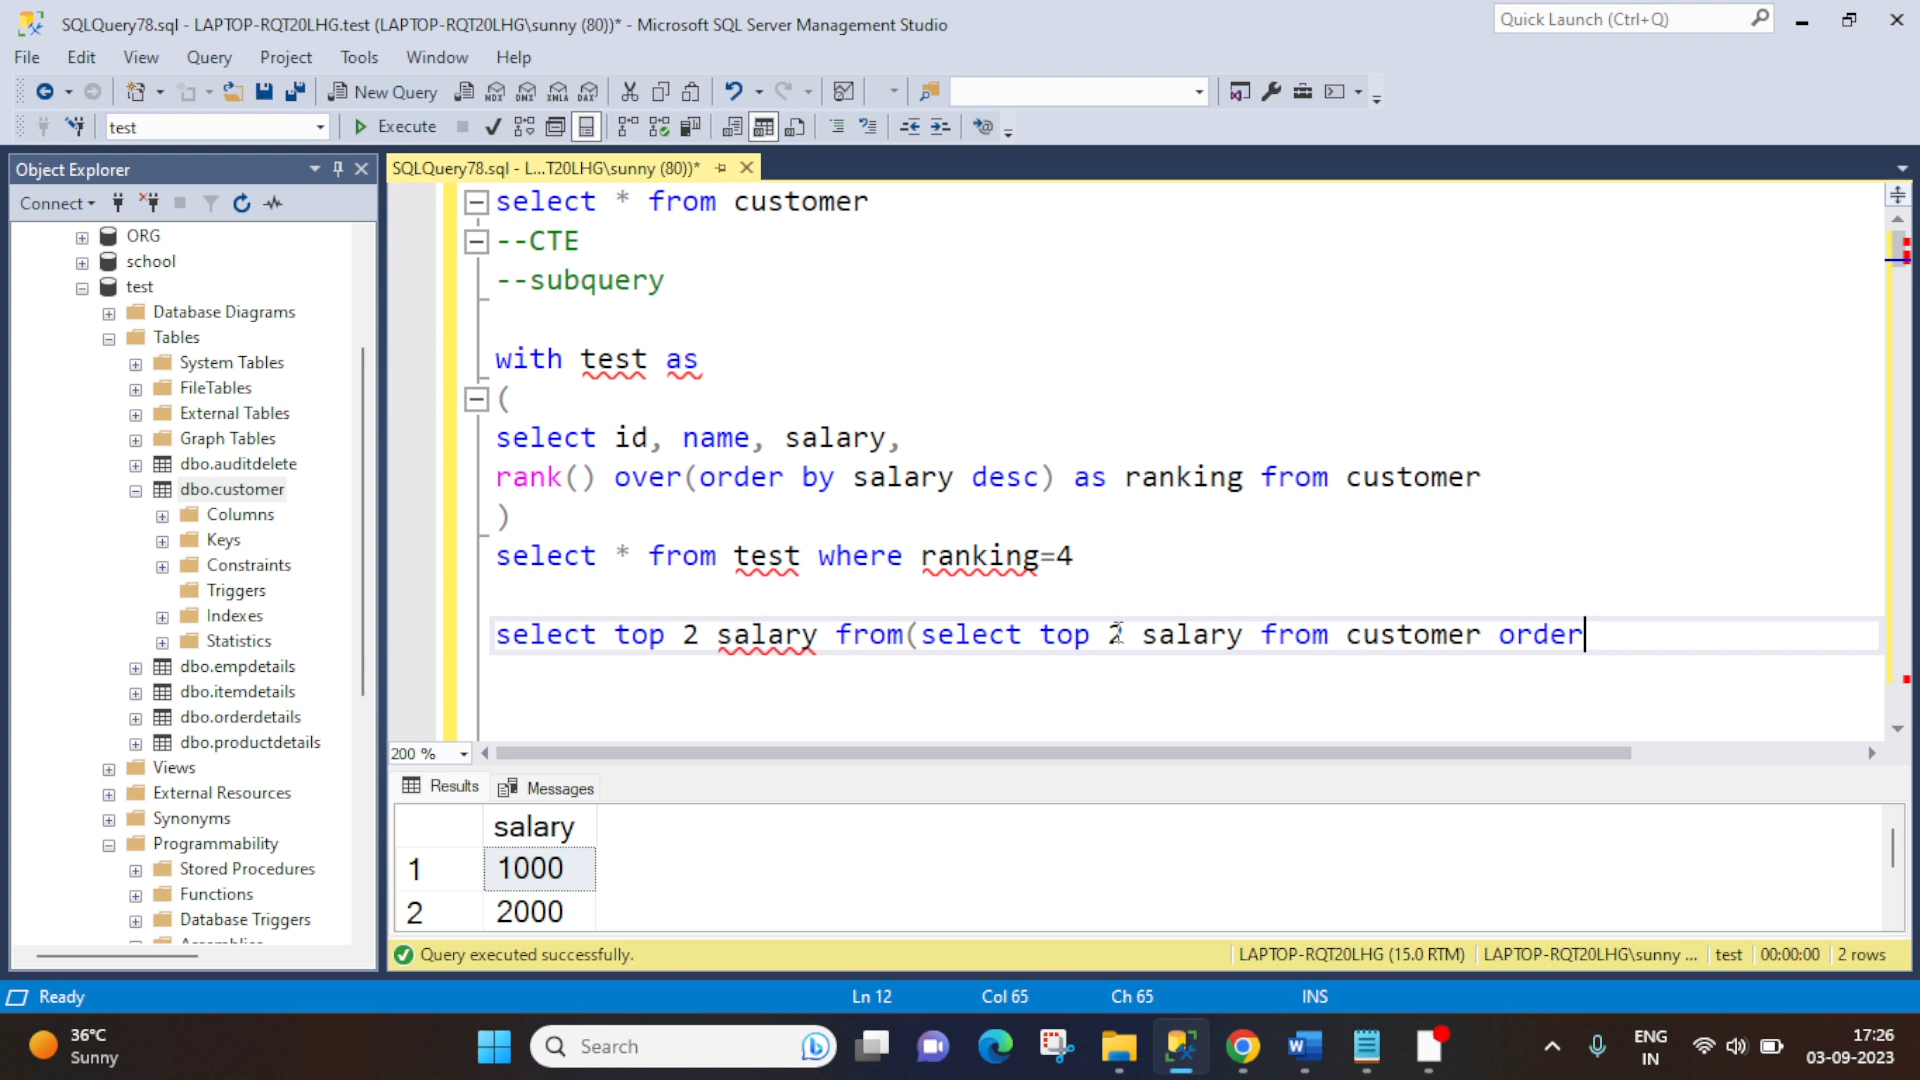 SQLQuery78.sql - LAPTOP-RQT20LHG.test (LAPTOP-RQT20LHG\sunny (80))* - Microsoft SQL Server Management Studio
Quick Launch (Ctrl+Q)
File Edit View Query Project Tools Window Help
New Query MDX DMX XMLA DAX
test Execute
Object Explorer
SQLQuery78.sql - L...T20LHG\sunny (80))*
Connect
ORG
school
test
Database Diagrams
Tables
System Tables
FileTables
External Tables
Graph Tables
dbo.auditdelete
dbo.customer
Columns
Keys
Constraints
Triggers
Indexes
Statistics
dbo.empdetails
dbo.itemdetails
dbo.orderdetails
dbo.productdetails
Views
External Resources
Synonyms
Programmability
Stored Procedures
Functions
Database Triggers
select * from customer
--CTE
--subquery
with test as
(
select id, name, salary,
rank() over(order by salary desc) as ranking from customer
)
select * from test where ranking=4
select top 2 salary from(select top 2 salary from customer order
200 %
Results Messages
salary
1 1000
2 2000
Query executed successfully.
LAPTOP-RQT20LHG (15.0 RTM) LAPTOP-RQT20LHG\sunny ... test 00:00:00 2 rows
Ready Ln 12 Col 65 Ch 65 INS
36°C
Sunny
Search
ENG
IN
17:26
03-09-2023